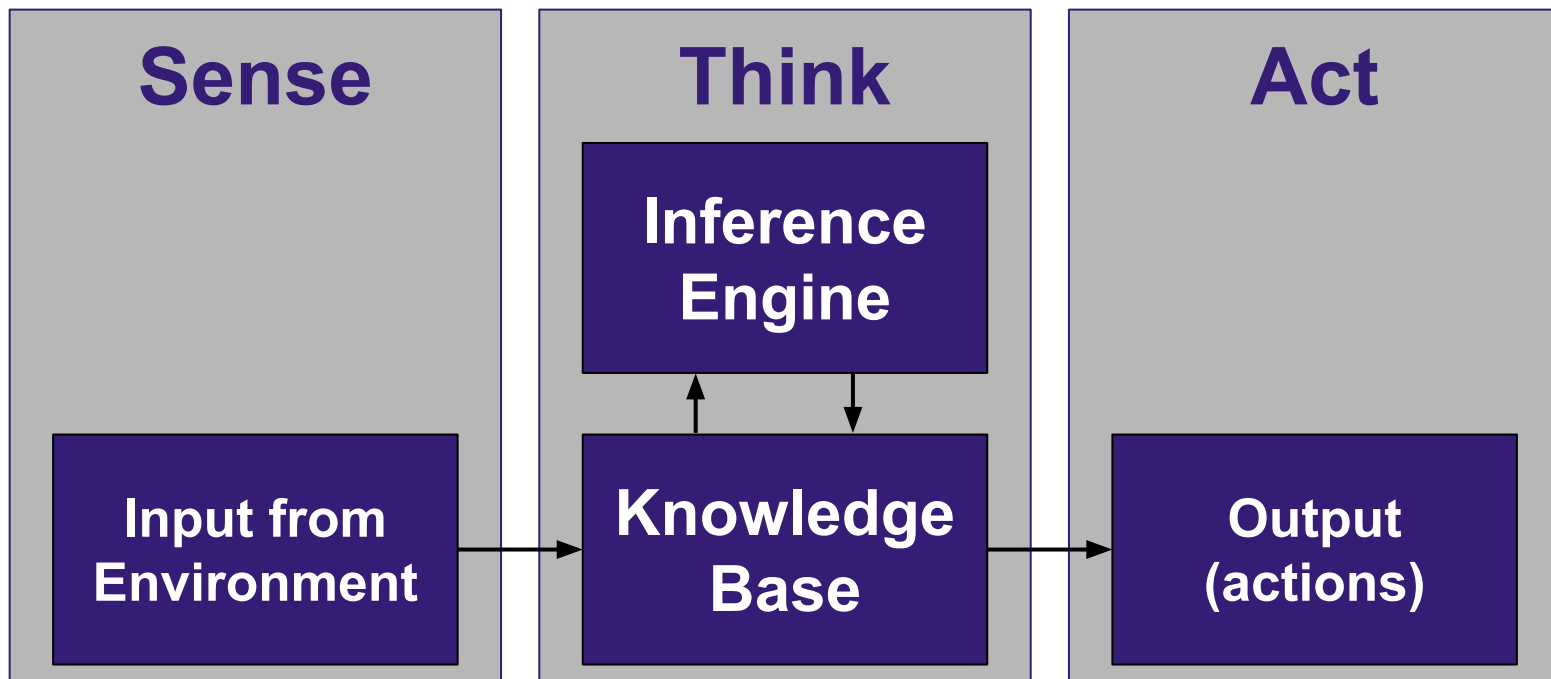 Sense
Think
Act
Inference
Engine
Input from
Environment
Knowledge
Base
Output
(actions)